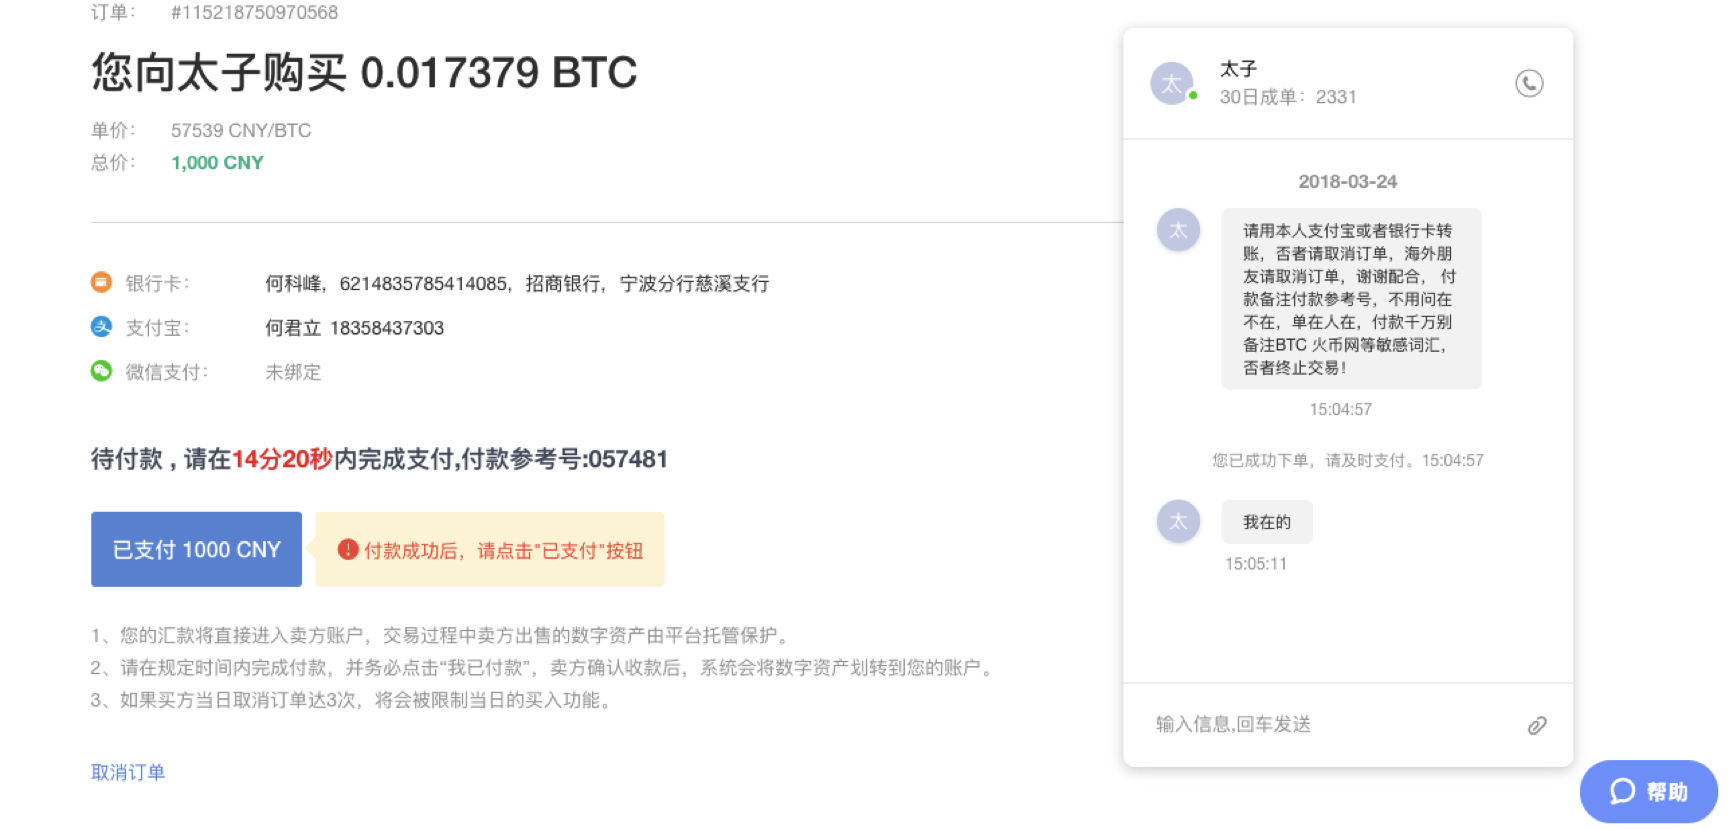 订单： #115218750970568
您向太子购买 0.017379 BTC
单价： 57539 CNY/BTC
总价： 1,000 CNY
银行卡： 何科峰，6214835785414085，招商银行，宁波分行慈溪支行
支付宝： 何君立 18358437303
微信支付： 未绑定
待付款 , 请在14分20秒内完成支付,付款参考号:057481
已支付 1000 CNY
付款成功后，请点击"已支付"按钮
1、您的汇款将直接进入卖方账户，交易过程中卖方出售的数字资产由平台托管保护。
2、请在规定时间内完成付款，并务必点击“我已付款”，卖方确认收款后，系统会将数字资产划转到您的账户。
3、如果买方当日取消订单达3次，将会被限制当日的买入功能。
取消订单
太
太子
30日成单：2331
2018-03-24
太
请用本人支付宝或者银行卡转
账，否者请取消订单，海外朋
友请取消订单，谢谢配合， 付
款备注付款参考号，不用问在
不在，单在人在，付款千万别
备注BTC 火币网等敏感词汇，
否者终止交易！
15:04:57
您已成功下单，请及时支付。15:04:57
太
我在的
15:05:11
输入信息,回车发送
帮助